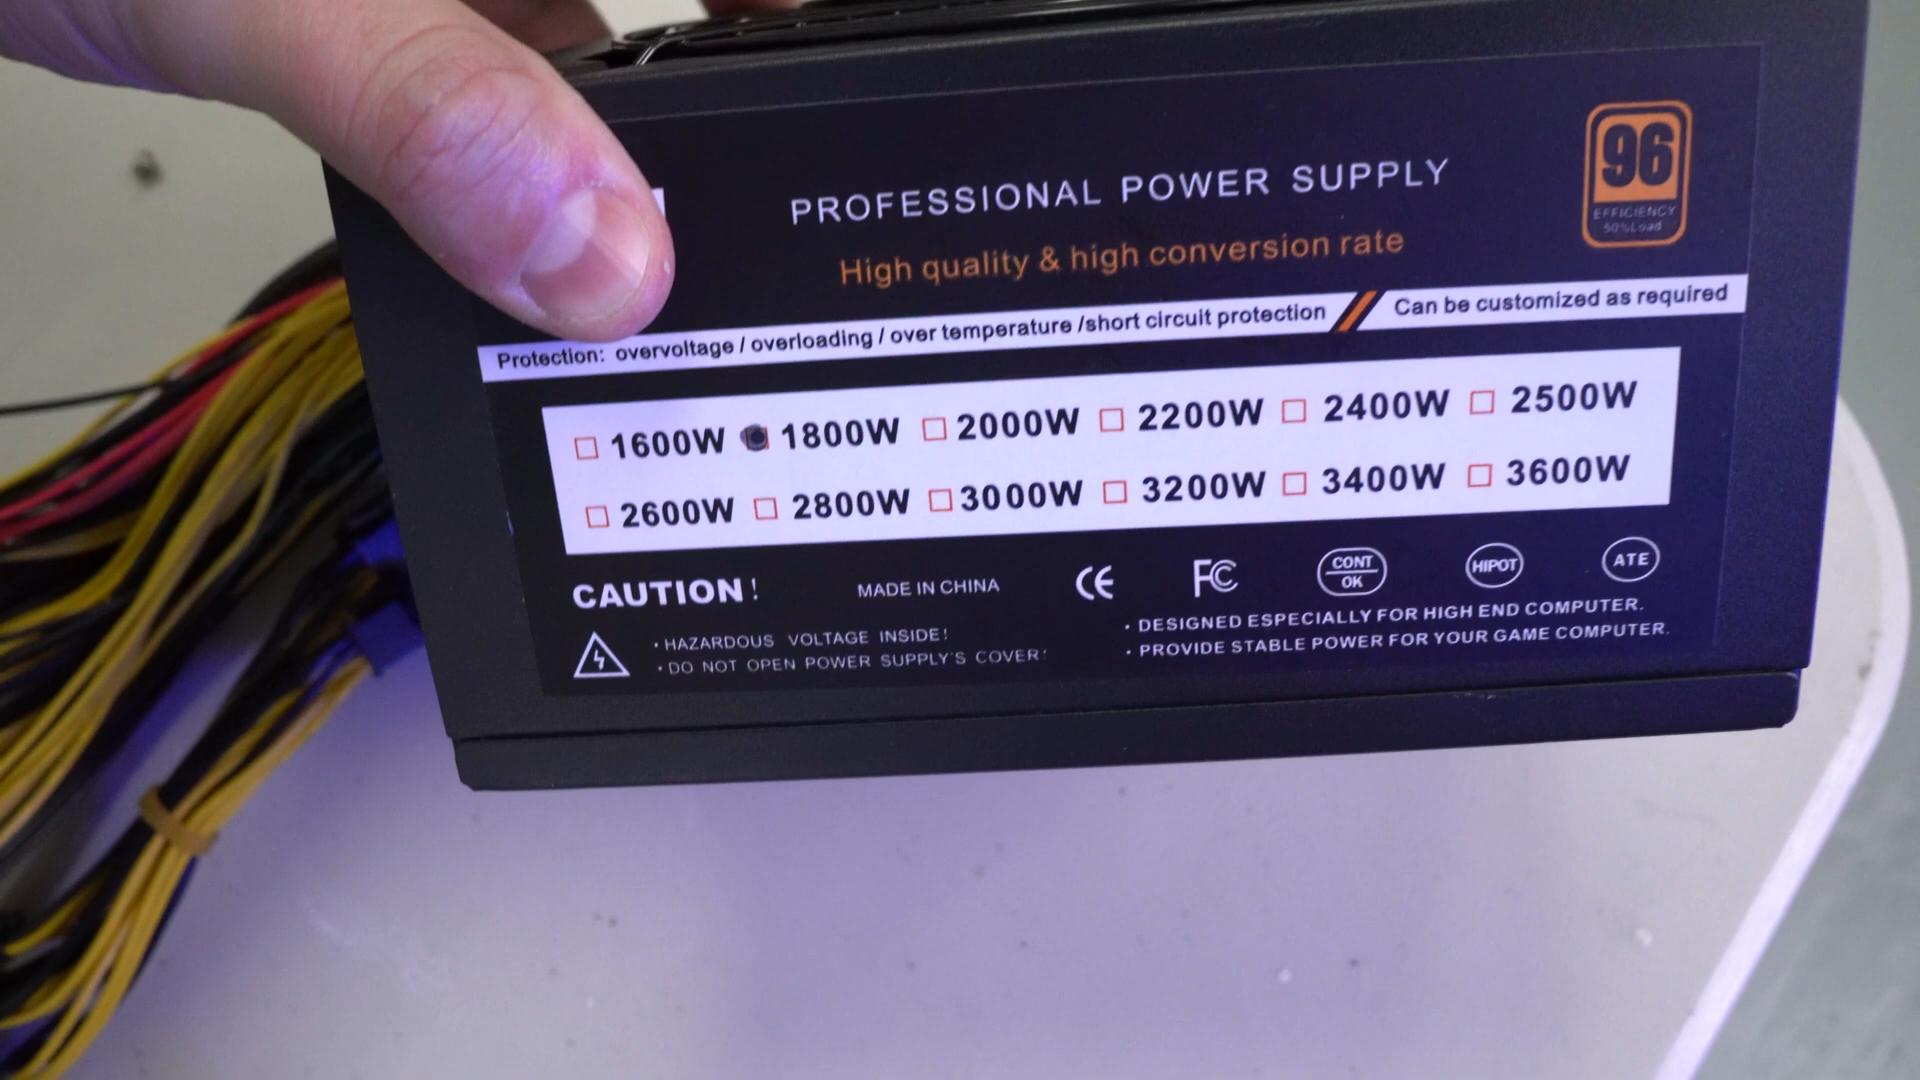 PROFESSIONAL POWER SUPPLY
High quality & high conversion rate
96
EFFICIENCY
50%Load
Protection: overvoltage / overloading / over temperature /short circuit protection
Can be customized as required
1600W 1800W 2000W 2200W 2400W 2500W
2600W 2800W 3000W 3200W 3400W 3600W
CAUTION!
MADE IN CHINA
CE
FC
CONT
OK
HIPOT
ATE
· HAZARDOUS VOLTAGE INSIDE!
· DO NOT OPEN POWER SUPPLY'S COVER!
· DESIGNED ESPECIALLY FOR HIGH END COMPUTER.
· PROVIDE STABLE POWER FOR YOUR GAME COMPUTER.